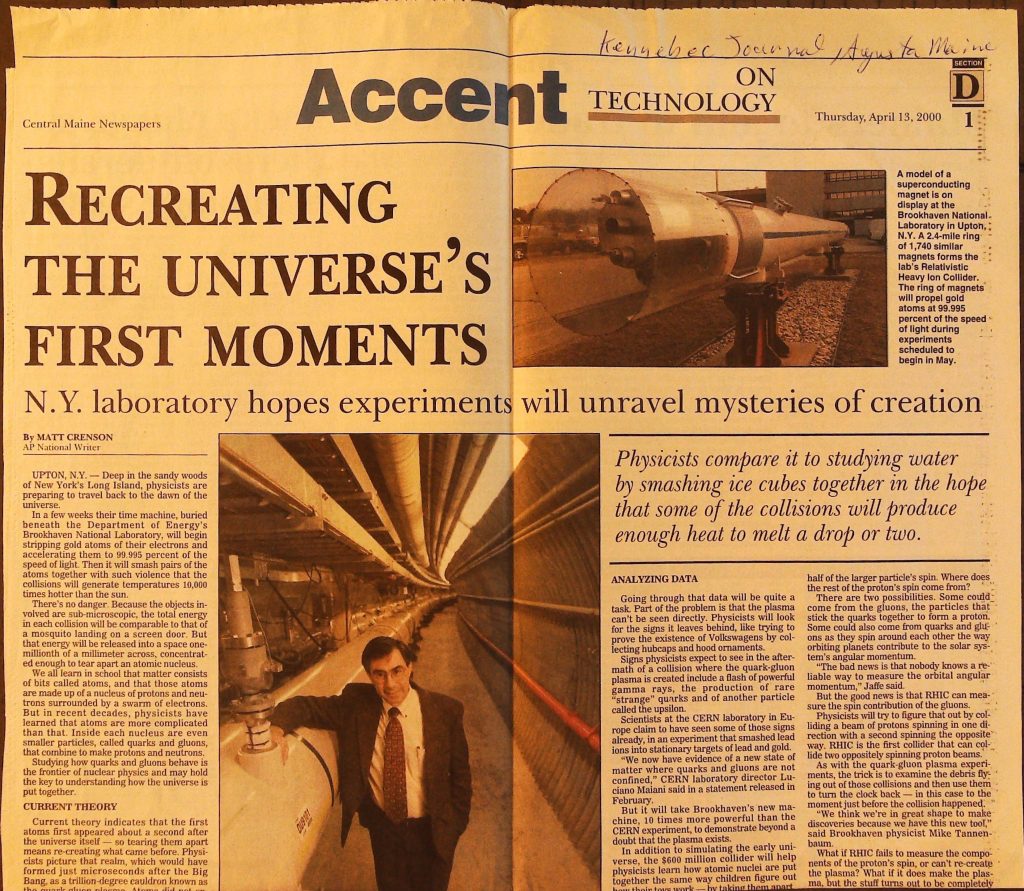 Kennebec Journal, Augusta Maine
Central Maine Newspapers
Accent
ON
TECHNOLOGY
Thursday, April 13, 2000
SECTION
D
1
RECREATING
THE UNIVERSE'S
FIRST MOMENTS
A model of a
superconducting
magnet is on
display at the
Brookhaven National
Laboratory in Upton,
N.Y. A 2.4-mile ring
of 1,740 similar
magnets forms the
lab's Relativistic
Heavy Ion Collider.
The ring of magnets
will propel gold
atoms at 99.995
percent of the speed
of light during
experiments
scheduled to
begin in May.
N.Y. laboratory hopes experiments will unravel mysteries of creation
By MATT CRENSON
AP National Writer
UPTON, N.Y. — Deep in the sandy woods
of New York's Long Island, physicists are
preparing to travel back to the dawn of the
universe.
In a few weeks their time machine, buried
beneath the Department of Energy's
Brookhaven National Laboratory, will begin
stripping gold atoms of their electrons and
accelerating them to 99.995 percent of the
speed of light. Then it will smash pairs of the
atoms together with such violence that the
collisions will generate temperatures 10,000
times hotter than the sun.
There's no danger. Because the objects in-
volved are sub-microscopic, the total energy
in each collision will be comparable to that of
a mosquito landing on a screen door. But
that energy will be released into a space one-
millionth of a millimeter across, concentrat-
ed enough to tear apart an atomic nucleus.
We all learn in school that matter consists
of bits called atoms, and that those atoms
are made up of a nucleus of protons and neu-
trons surrounded by a swarm of electrons.
But in recent decades, physicists have
learned that atoms are more complicated
than that. Inside each nucleus are even
smaller particles, called quarks and gluons,
that combine to make protons and neutrons.
Studying how quarks and gluons behave is
the frontier of nuclear physics and may hold
the key to understanding how the universe is
put together.
CURRENT THEORY
Current theory indicates that the first
atoms first appeared about a second after
the universe itself — so tearing them apart
means re-creating what came before. Phys-
icists picture that realm, which would have
formed just microseconds after the Big
Bang, as a trillion-degree cauldron known as
Physicists compare it to studying water
by smashing ice cubes together in the hope
that some of the collisions will produce
enough heat to melt a drop or two.
ANALYZING DATA
Going through that data will be quite a
task. Part of the problem is that the plasma
can't be seen directly. Physicists will look
for the signs it leaves behind, like trying to
prove the existence of Volkswagens by col-
lecting hubcaps and hood ornaments.
Signs physicists expect to see in the after-
math of a collision where the quark-gluon
plasma is created include a flash of powerful
gamma rays, the production of rare
"strange" quarks and of another particle
called the upsilon.
Scientists at the CERN laboratory in Eu-
rope claim to have seen some of those signs
already, in an experiment that smashed lead
ions into stationary targets of lead and gold.
"We now have evidence of a new state of
matter where quarks and gluons are not
confined," CERN laboratory director Lu-
ciano Maiani said in a statement released in
February.
But it will take Brookhaven's new ma-
chine, 10 times more powerful than the
CERN experiment, to demonstrate beyond a
doubt that the plasma exists.
In addition to simulating the early uni-
verse, the $600 million collider will help
physicists learn how atomic nuclei are put
together the same way children figure out
how their toys work — by taking them apart
half of the larger particle's spin. Where does
the rest of the proton's spin come from?
There are two possibilities. Some could
come from the gluons, the particles that
stick the quarks together to form a proton.
Some could also come from quarks and glu-
ons as they spin around each other the way
orbiting planets contribute to the solar sys-
tem's angular momentum.
"The bad news is that nobody knows a re-
liable way to measure the orbital angular
momentum," Jaffe said.
But the good news is that RHIC can mea-
sure the spin contribution of the gluons.
Physicists will try to figure that out by col-
liding a beam of protons spinning in one di-
rection with a second spinning the opposite
way. RHIC is the first collider that can col-
lide two oppositely spinning proton beams.
As with the quark-gluon plasma experi-
ments, the trick is to examine the debris fly-
ing out of those collisions and then use them
to turn the clock back — in this case to the
moment just before the collision happened.
"We think we're in great shape to make
discoveries because we have this new tool,"
said Brookhaven physicist Mike Tannen-
baum.
What if RHIC fails to measure the compo-
nents of the proton's spin, or can't re-create
the plasma? What if it does make the plas-
ma, but the stuff turns out to be completely